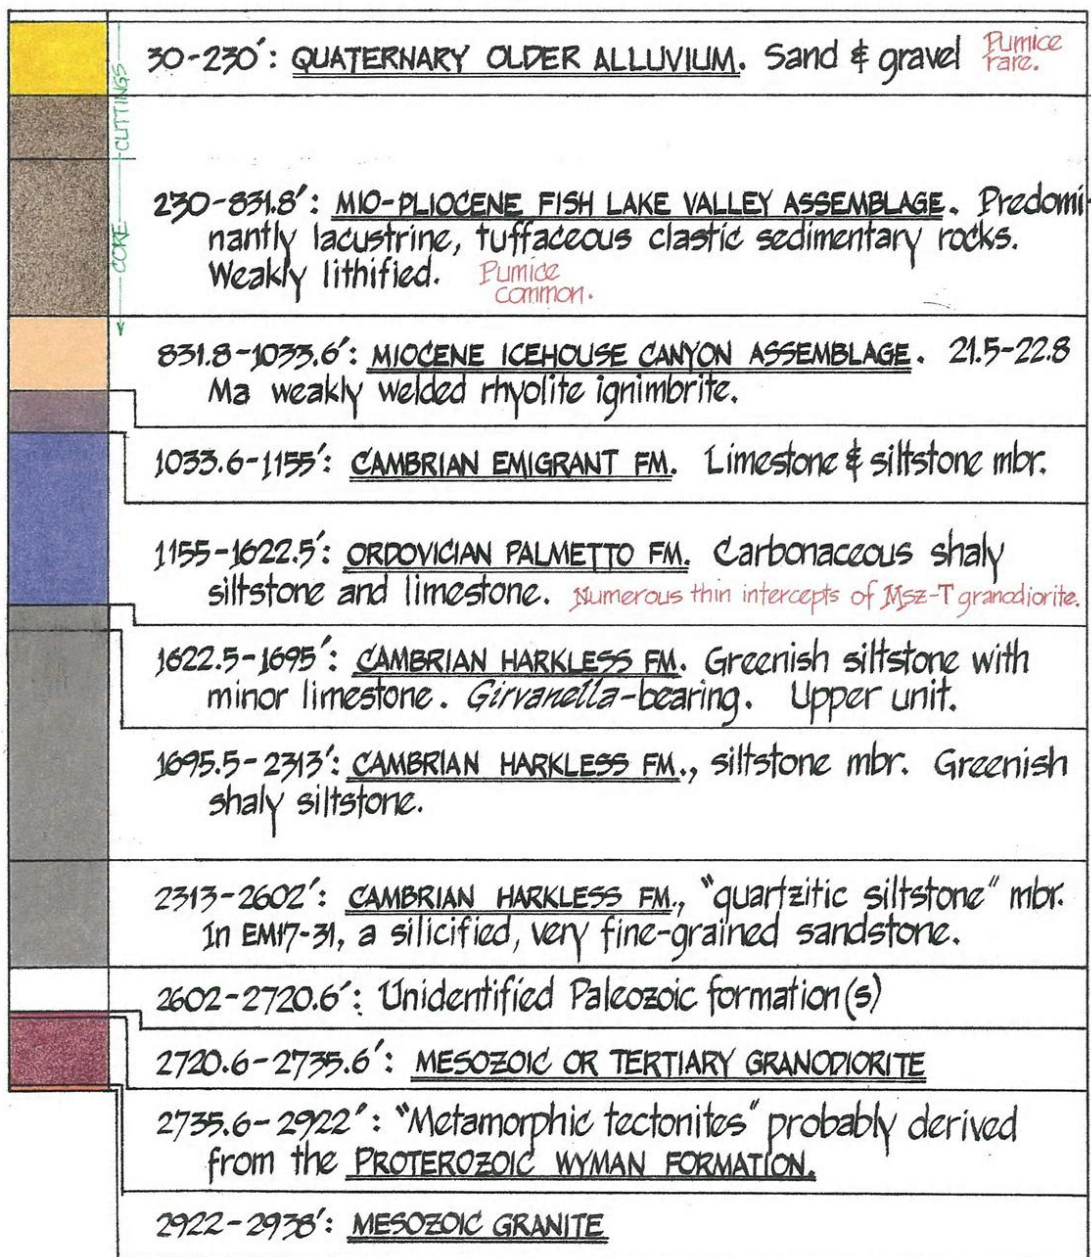 30-230': QUATERNARY OLDER ALLUVIUM. Sand & gravel Pumice rare.
CUTTINGS
CORE
230-831.8': MIO-PLIOCENE FISH LAKE VALLEY ASSEMBLAGE. Predomi-
nantly lacustrine, tuffaceous clastic sedimentary rocks.
Weakly lithified. Pumice common.
831.8-1033.6': MIOCENE ICEHOUSE CANYON ASSEMBLAGE. 21.5-22.8
Ma weakly welded rhyolite ignimbrite.
1033.6-1155': CAMBRIAN EMIGRANT FM. Limestone & siltstone mbr.
1155-1622.5': ORDOVICIAN PALMETTO FM. Carbonaceous shaly
siltstone and limestone. Numerous thin intercepts of Msz-T granodiorite.
1622.5-1695': CAMBRIAN HARKLESS FM. Greenish siltstone with
minor limestone. Girvanella-bearing. Upper unit.
1695.5-2313': CAMBRIAN HARKLESS FM., siltstone mbr. Greenish
shaly siltstone.
2313-2602': CAMBRIAN HARKLESS FM., "quartzitic siltstone" mbr.
In EM17-31, a silicified, very fine-grained sandstone.
2602-2720.6': Unidentified Paleozoic formation(s)
2720.6-2735.6': MESOZOIC OR TERTIARY GRANODIORITE
2735.6-2922': "Metamorphic tectonites" probably derived
from the PROTEROZOIC WYMAN FORMATION.
2922-2938': MESOZOIC GRANITE